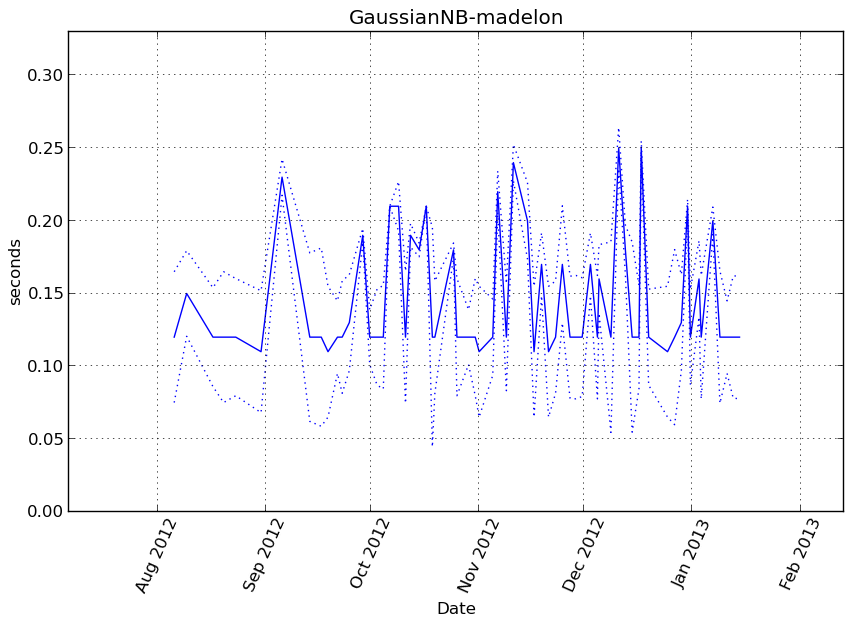 GaussianNB-madelon
0.30
0.25
0.20
0.15
0.10
0.05
0.00
seconds
Aug 2012
Sep 2012
Oct 2012
Nov 2012
Dec 2012
Jan 2013
Feb 2013
Date